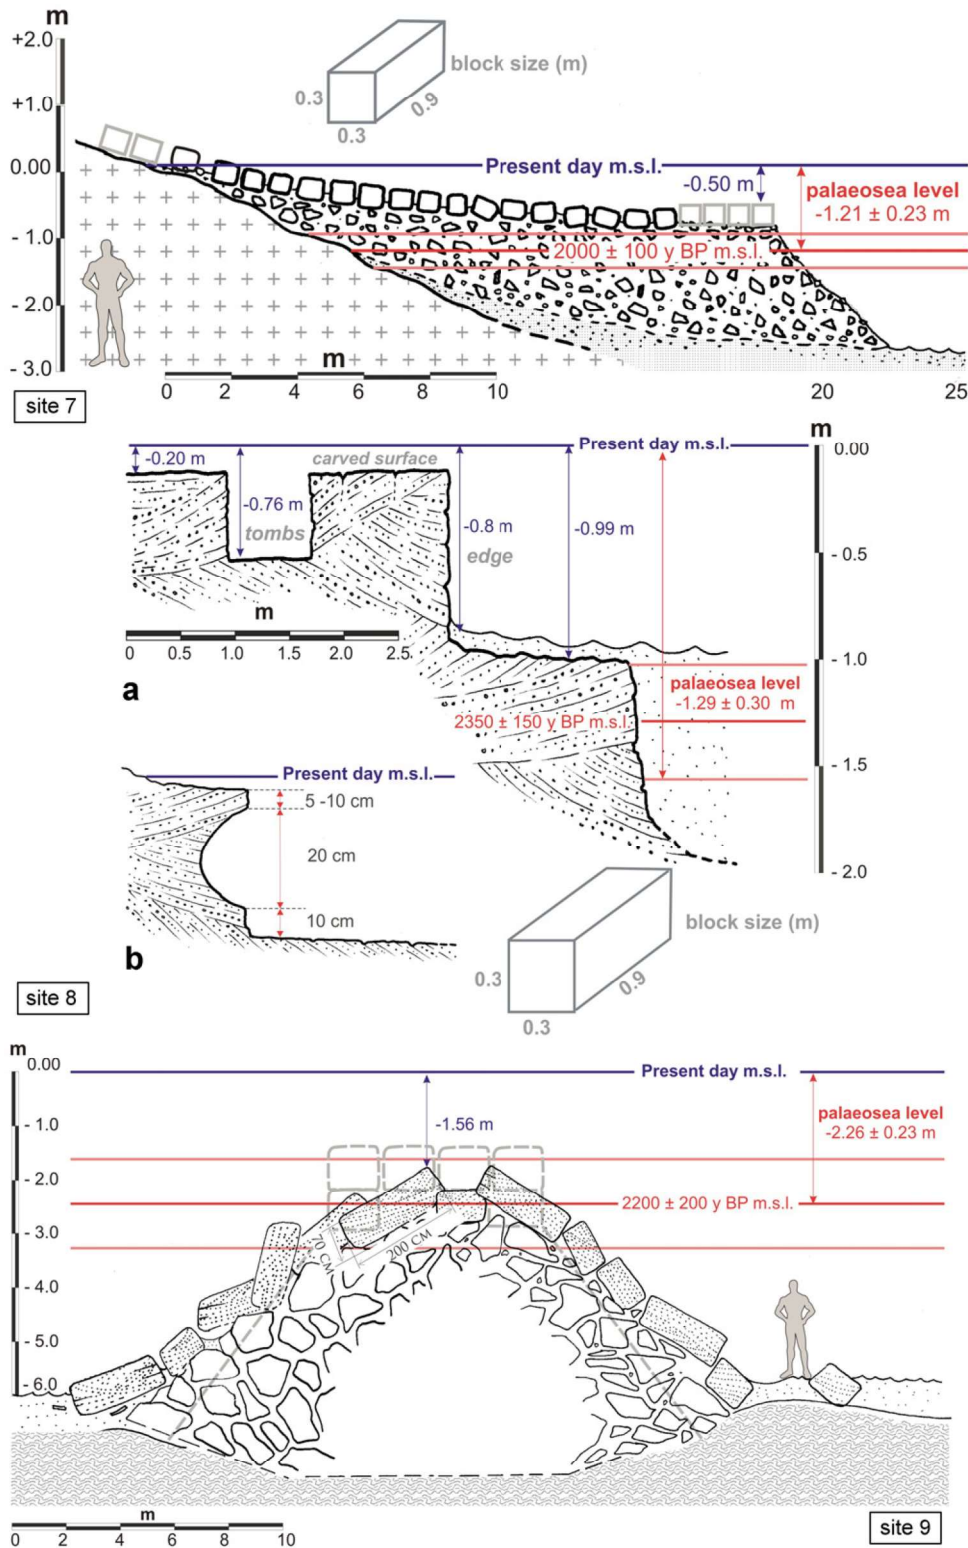 m
+2.0
+1.0
0.00
- 1.0
- 2.0
- 3.0
block size (m)
0.3
0.3
0.9
Present day m.s.l.
-0.50 m
palaeosea level
-1.21 ± 0.23 m
2000 ± 100 y BP m.s.l.
m
0 2 4 6 8 10 20 25
site 7
Present day m.s.l.
m
0.00
- 0.5
- 1.0
- 1.5
- 2.0
-0.20 m
carved surface
-0.76 m
tombs
-0.8 m
edge
-0.99 m
m
0 0.5 1.0 1.5 2.0 2.5
a
palaeosea level
-1.29 ± 0.30 m
2350 ± 150 y BP m.s.l.
Present day m.s.l.
5 -10 cm
20 cm
10 cm
b
block size (m)
0.3
0.9
0.3
site 8
m
0.00
- 1.0
- 2.0
- 3.0
- 4.0
- 5.0
- 6.0
Present day m.s.l.
-1.56 m
palaeosea level
-2.26 ± 0.23 m
2200 ± 200 y BP m.s.l.
70 CM
200 CM
m
0 2 4 6 8 10
site 9